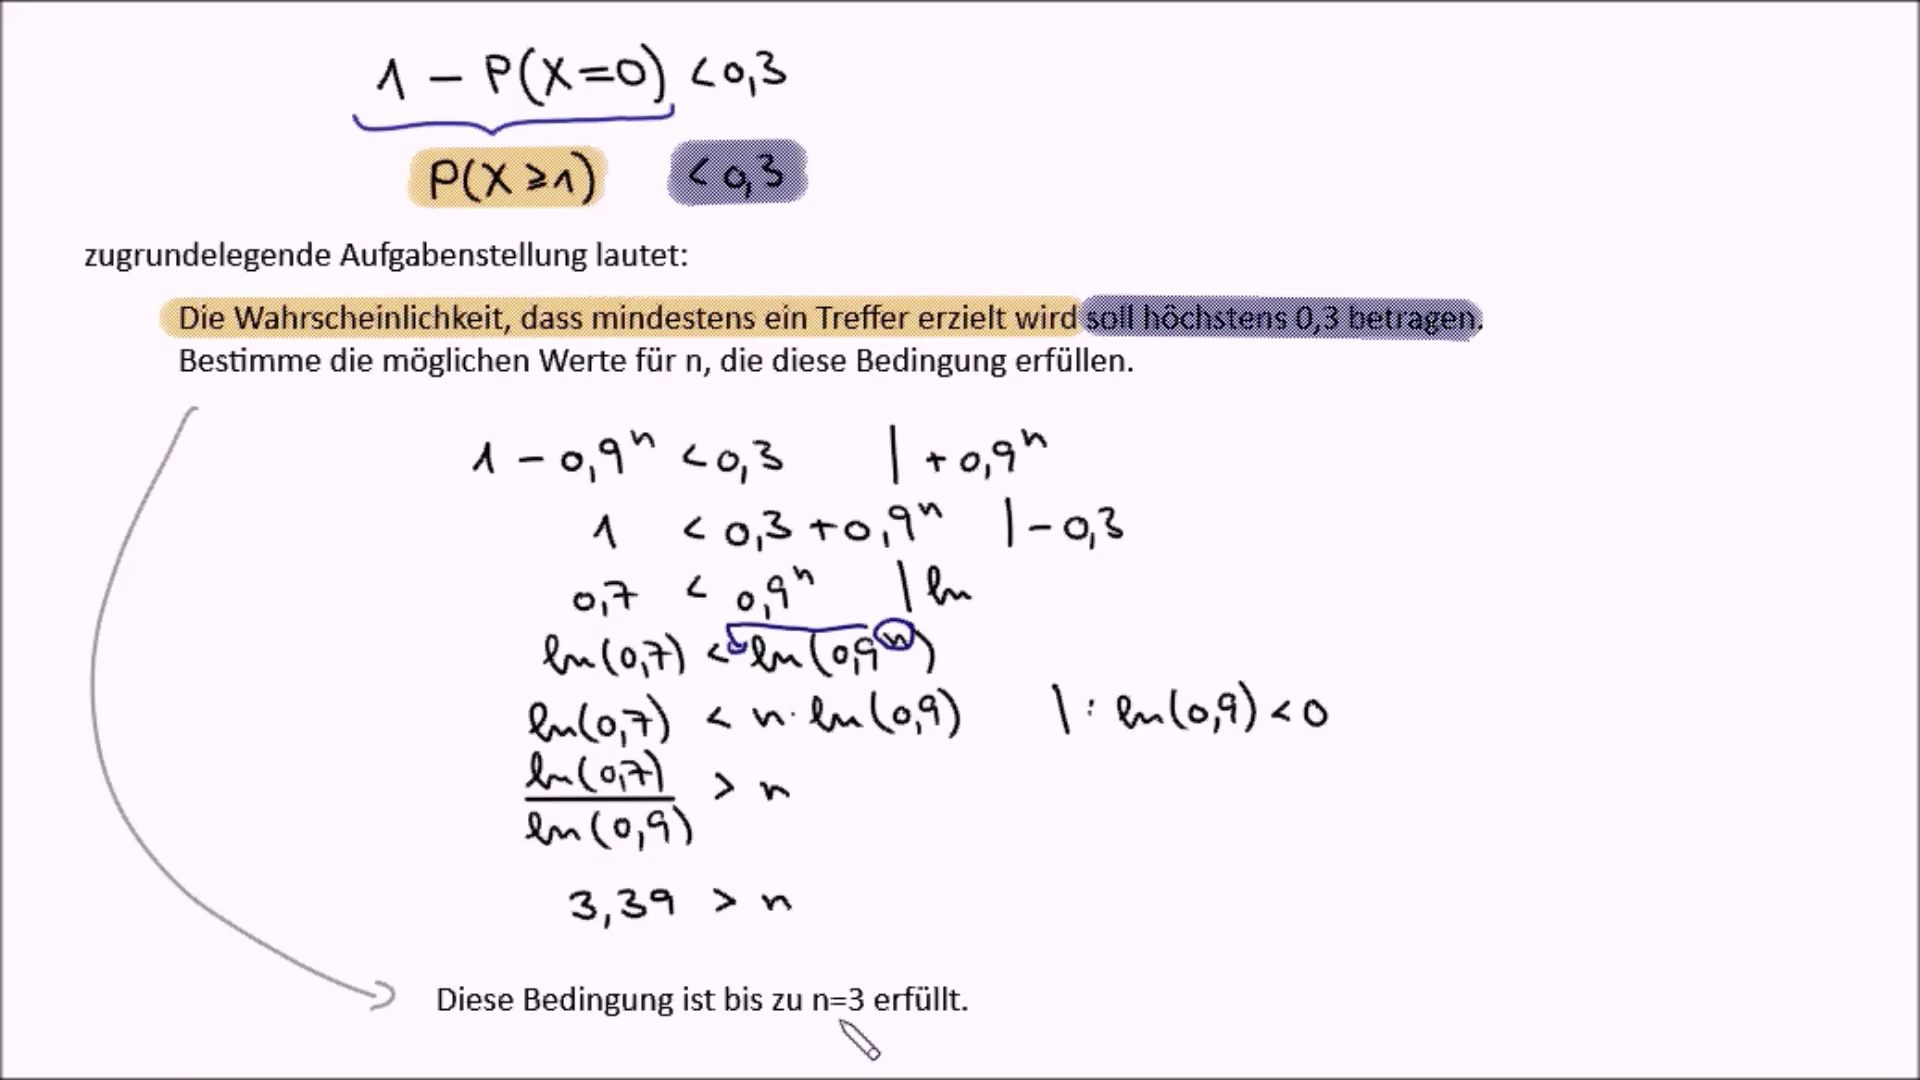 1 – P(X=0) <0,3
P(X≥1) <0,3
zugrundelegende Aufgabenstellung lautet:
Die Wahrscheinlichkeit, dass mindestens ein Treffer erzielt wird soll höchstens 0,3 betragen.
Bestimme die möglichen Werte für n, die diese Bedingung erfüllen.
1 – 0,9ⁿ <0,3 | +0,9ⁿ
1 < 0,3 +0,9ⁿ | –0,3
0,7 < 0,9ⁿ | ln
ln(0,7) < ln(0,9ⁿ)
ln(0,7) < n·ln(0,9) | : ln(0,9) <0
ln(0,7)
> n
ln(0,9)
3,39 > n
Diese Bedingung ist bis zu n=3 erfüllt.